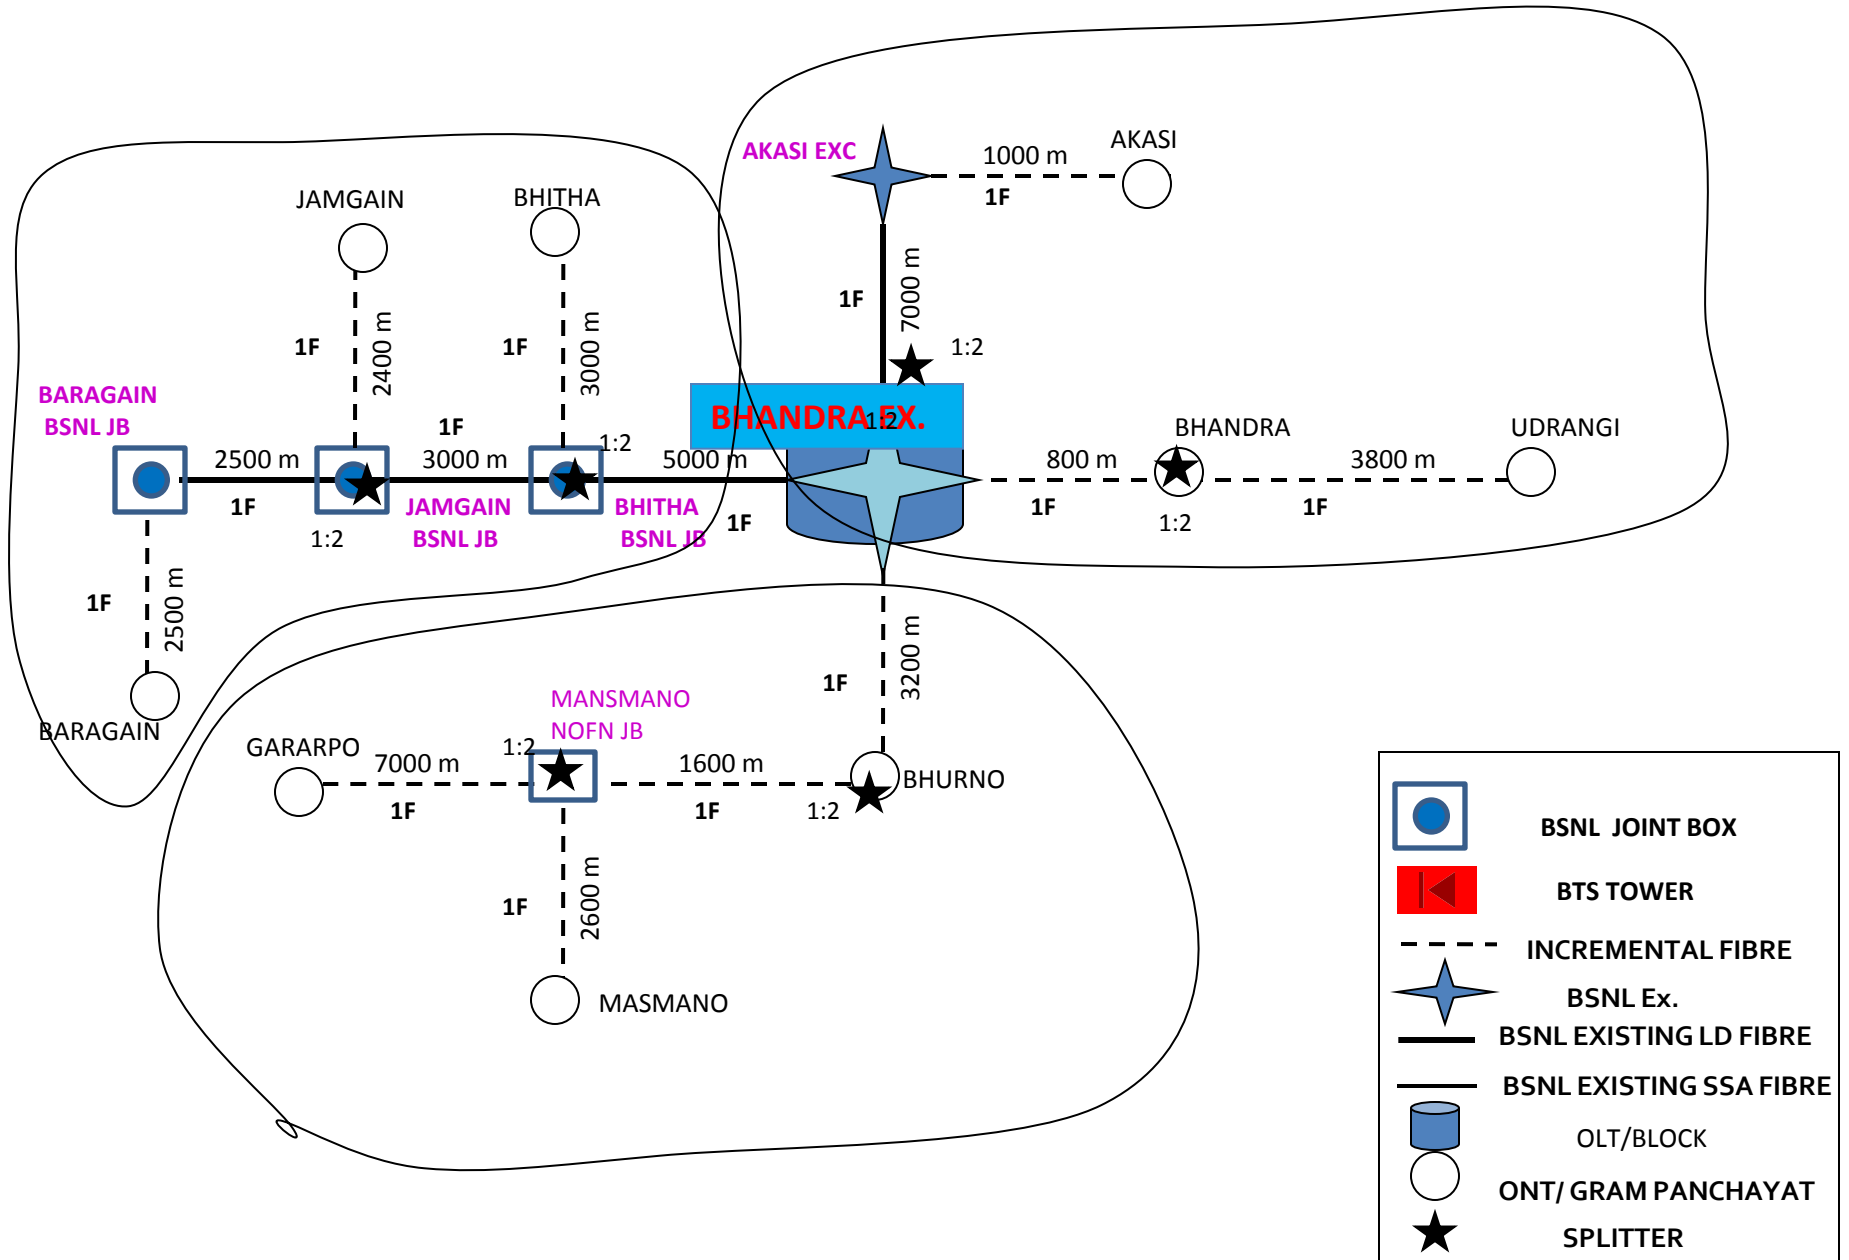 AKASI EXC
1000 m
AKASI
1F
JAMGAIN
BHITHA
1F
7000 m
1:2
1F
2400 m
1F
3000 m
BARAGAIN
BSNL JB
BHANDRA EX.
1:2
1F
1:2
2500 m
3000 m
5000m
BHANDRA
UDRANGI
800 m
3800 m
1F
1:2
JAMGAIN
BSNL JB
BHITHA
BSNL JB
1F
1F
1:2
1F
1F
2500 m
1F
3200 m
BARAGAIN
MANSMANO
NOFN JB
GARARPO
7000 m
1:2
1600 m
BHURNO
1F
1F
1:2
1F
2600 m
MASMANO
BSNL JOINT BOX
BTS TOWER
INCREMENTAL FIBRE
BSNL Ex.
BSNL EXISTING LD FIBRE
BSNL EXISTING SSA FIBRE
OLT/BLOCK
ONT/ GRAM PANCHAYAT
SPLITTER